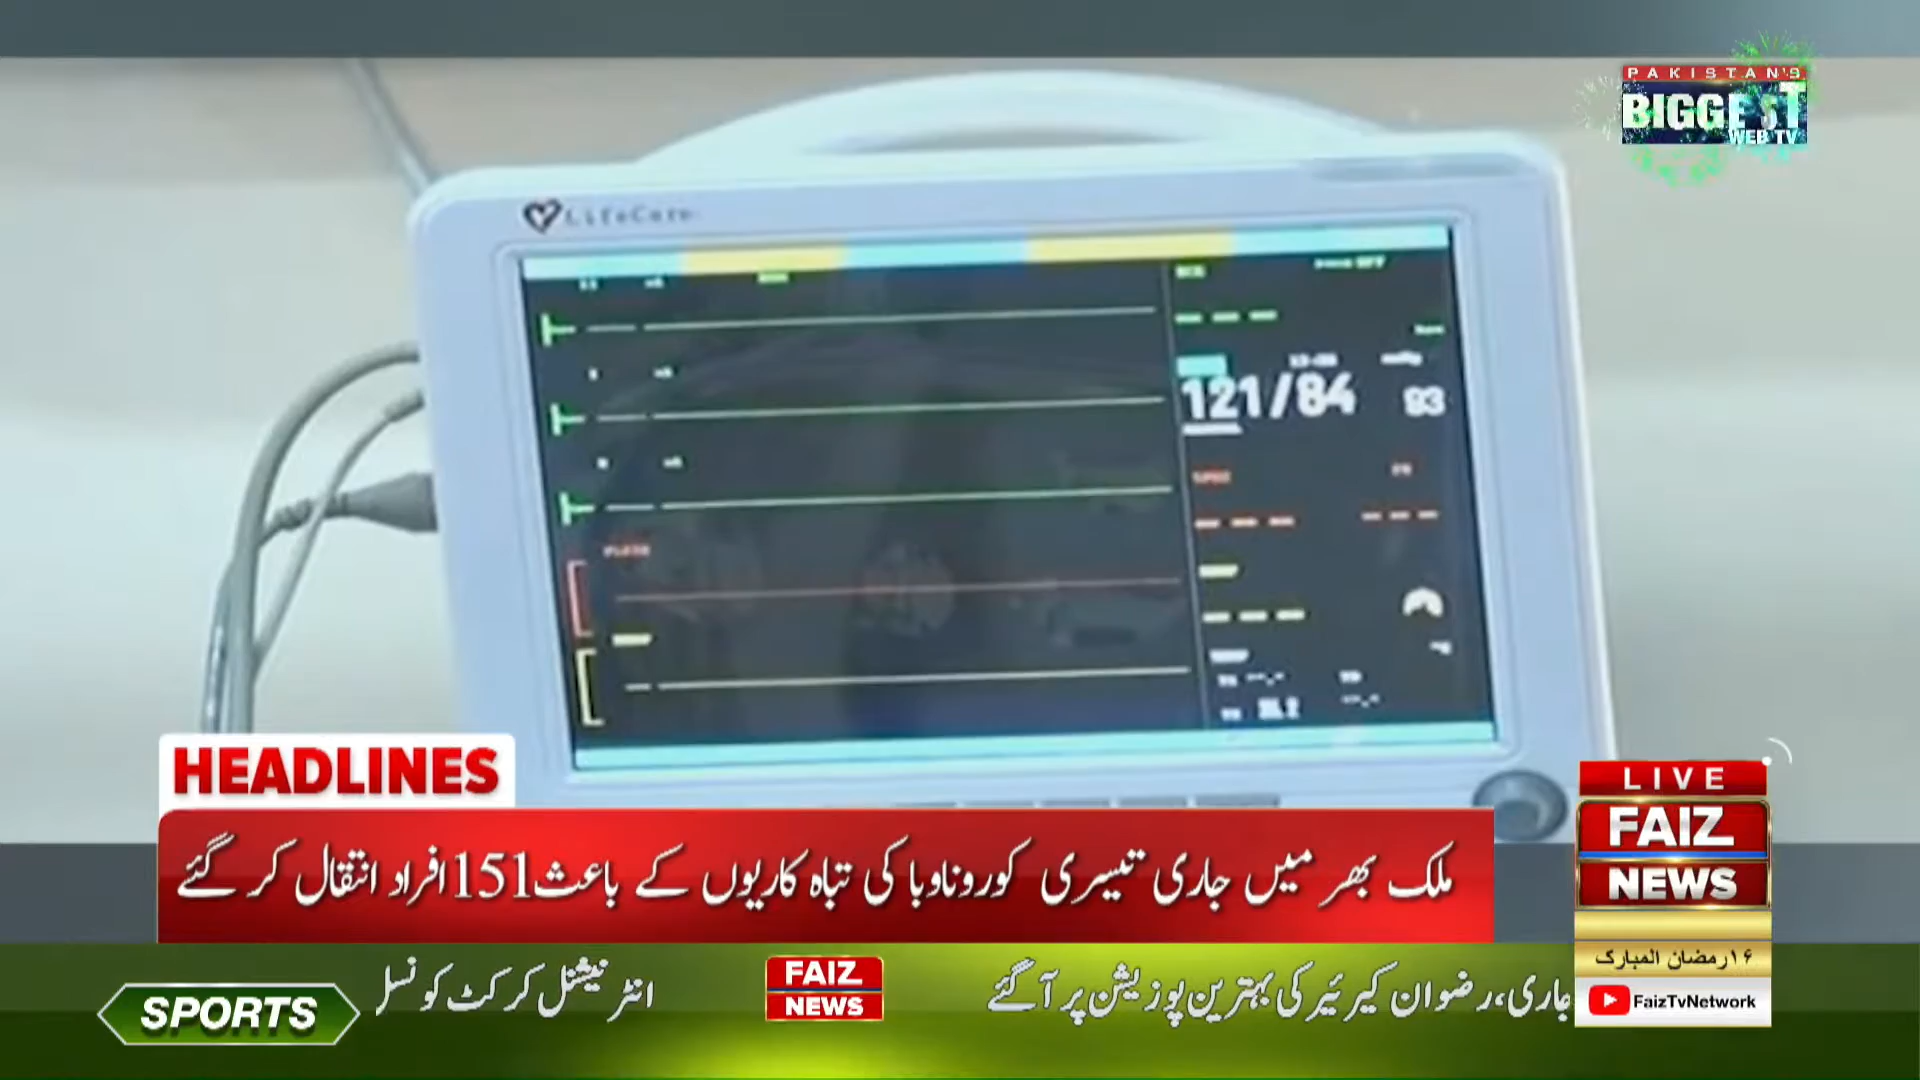 PAKISTAN'S
BIGGEST
WEB TV
LifeCare
121/84
93
HEADLINES
ملک بھر میں جاری تیسری کورونا وبا کی تباہ کاریوں کے باعث 151 افراد انتقال کر گئے
LIVE
FAIZ
NEWS
۱۶ رمضان المبارک
FaizTvNetwork
SPORTS
جاری، رضوان کیرئیر کی بہترین پوزیشن پر آگئے
FAIZ
NEWS
انٹرنیشنل کرکٹ کونسل